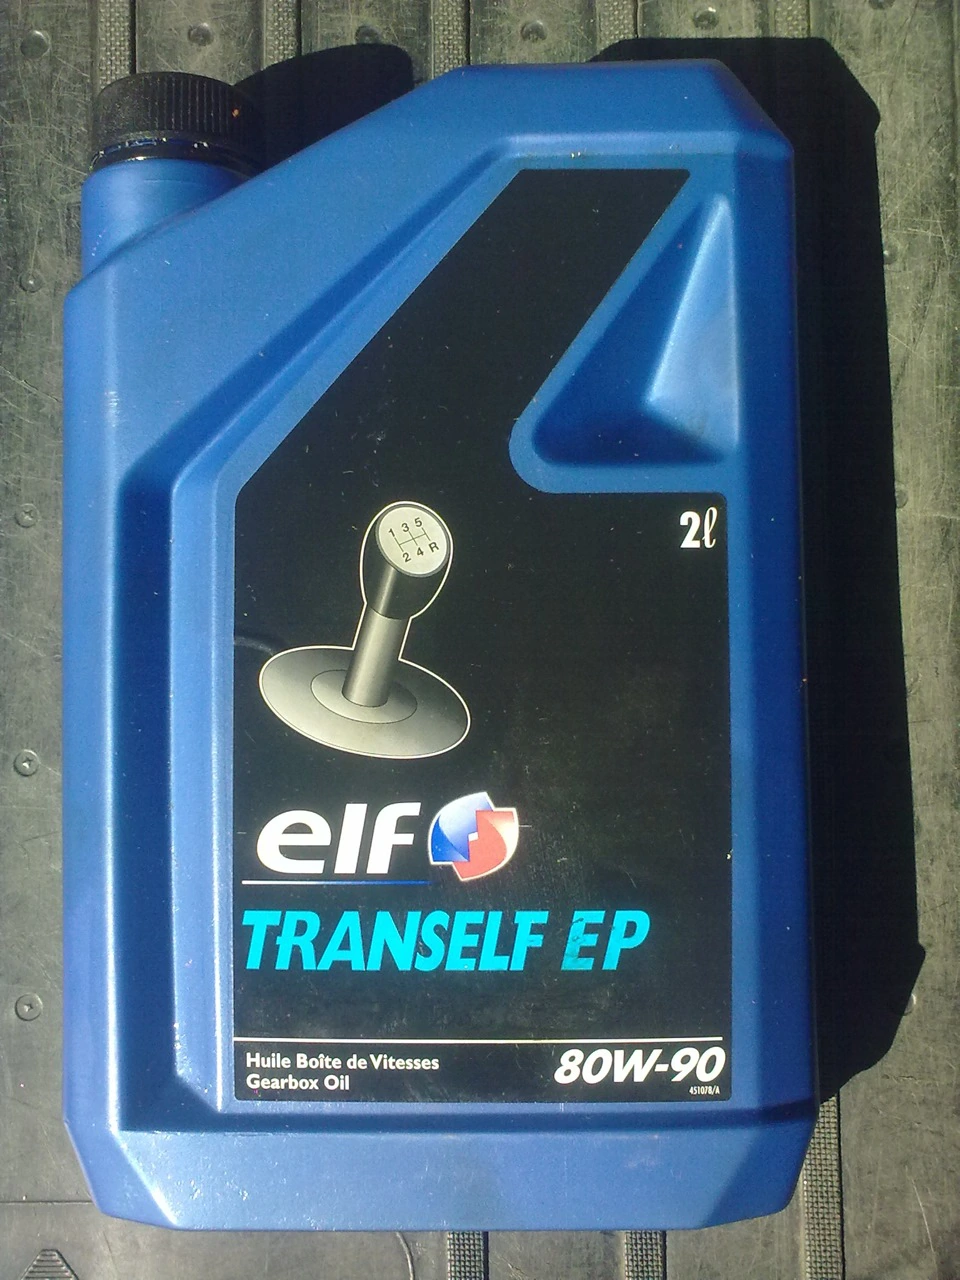 2ℓ
1 3 5
2 4 R
elf
TRANSELF EP
Huile Boîte de Vitesses
Gearbox Oil
80W-90
451078/A